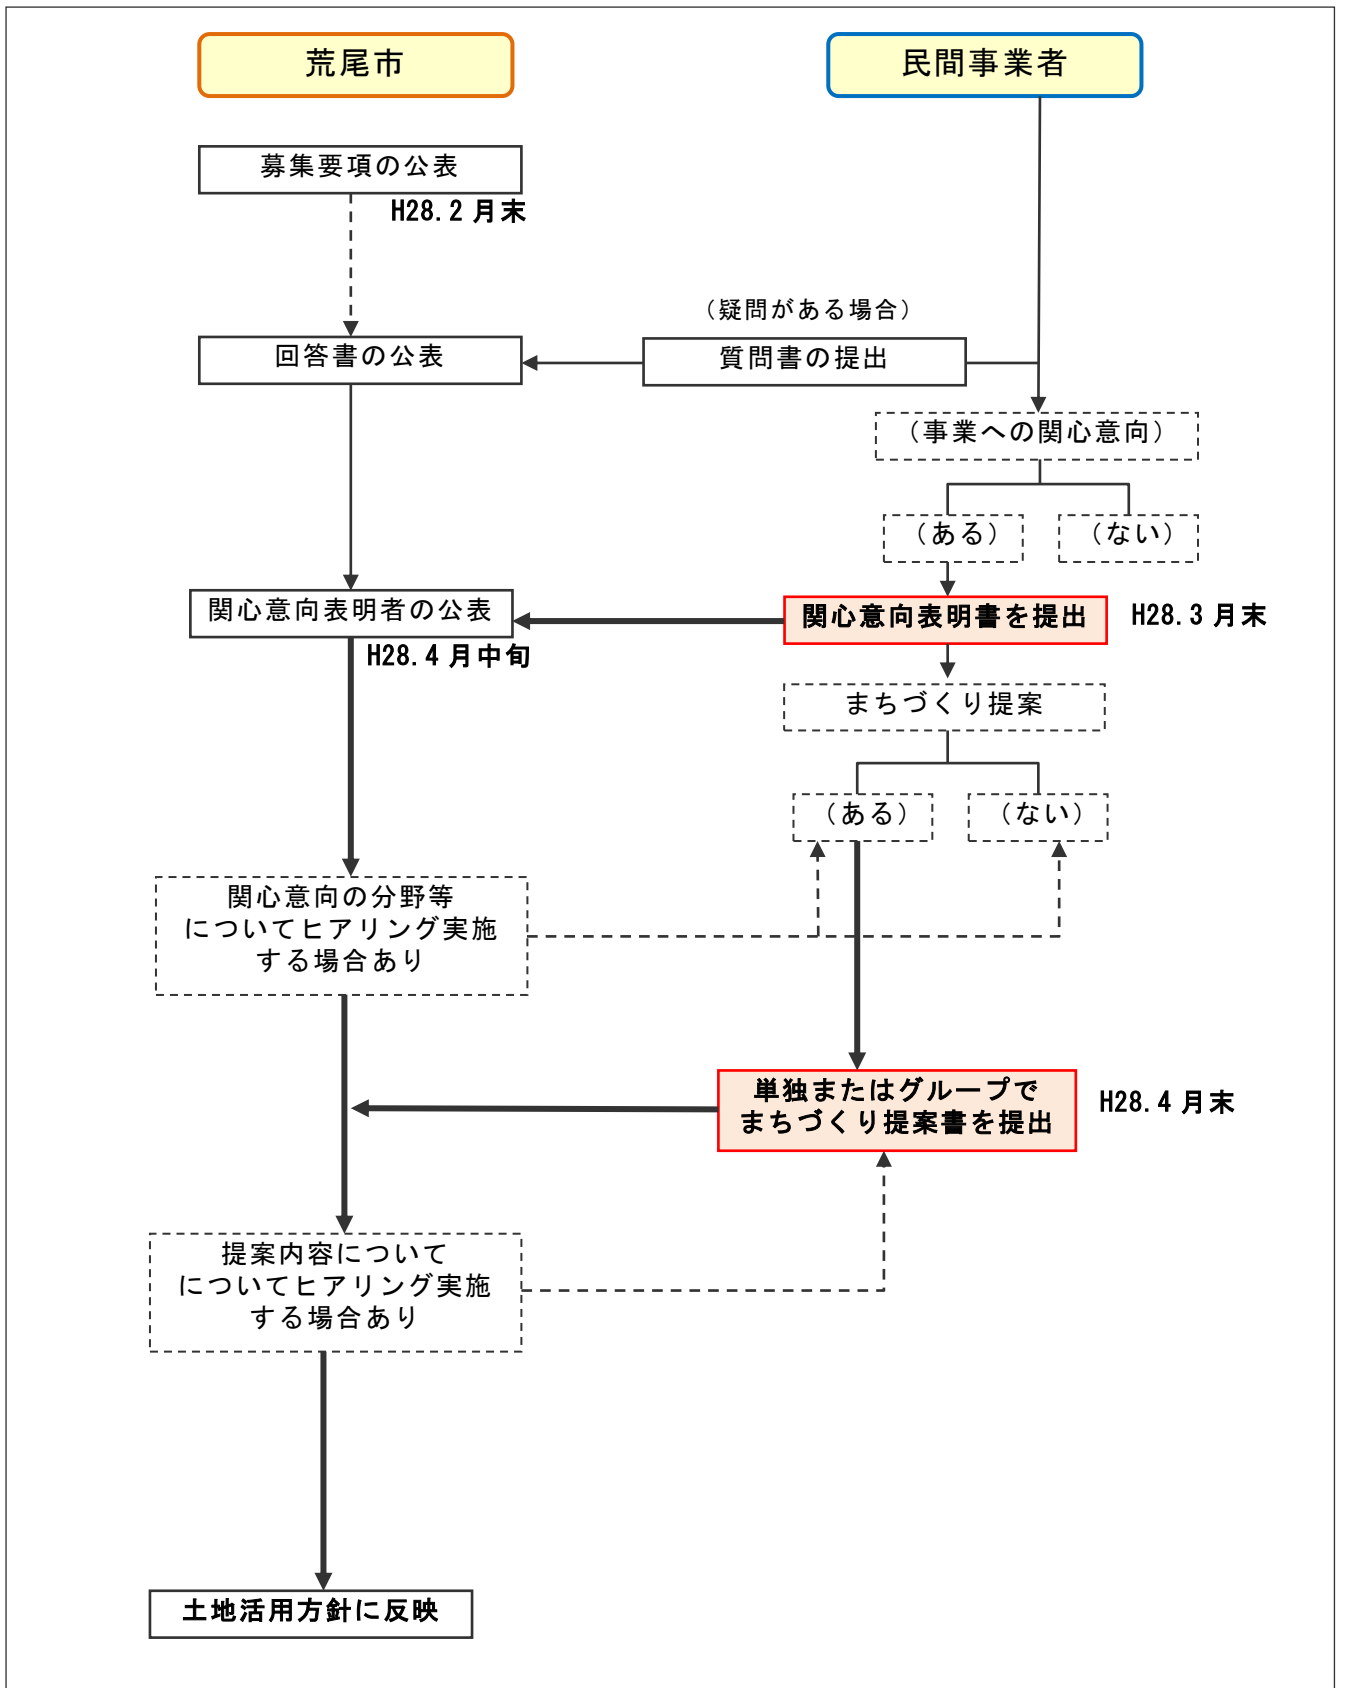 荒尾市
民間事業者
募集要項の公表
H28.2月末
（疑問がある場合）
回答書の公表
質問書の提出
（事業への関心意向）
（ある）
（ない）
関心意向表明者の公表
関心意向表明書を提出
H28.3月末
H28.4月中旬
まちづくり提案
（ある）
（ない）
関心意向の分野等
についてヒアリング実施
する場合あり
単独またはグループで
まちづくり提案書を提出
H28.4月末
提案内容について
についてヒアリング実施
する場合あり
土地活用方針に反映